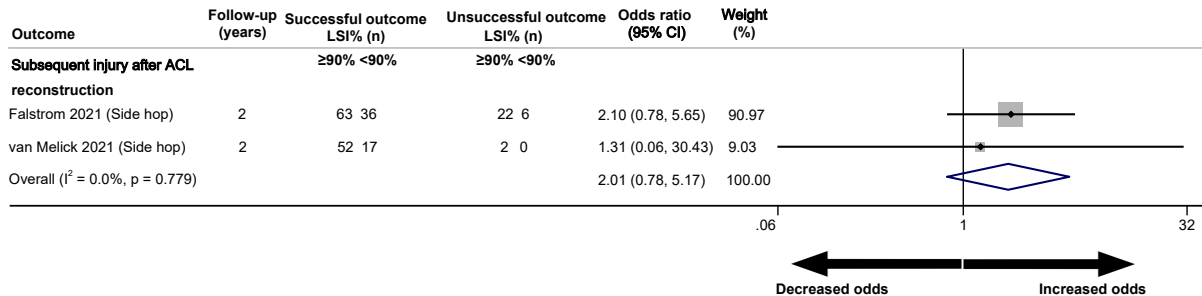 Outcome Follow-up (years) Successful outcome LSI% (n) Unsuccessful outcome LSI% (n) Odds ratio (95% CI) Weight (%)
Subsequent injury after ACL reconstruction ≥90% <90% ≥90% <90%
Falstrom 2021 (Side hop) 2 63 36 22 6 2.10 (0.78, 5.65) 90.97
van Melick 2021 (Side hop) 2 52 17 2 0 1.31 (0.06, 30.43) 9.03
Overall (I² = 0.0%, p = 0.779) 2.01 (0.78, 5.17) 100.00
.06 1 32
Decreased odds Increased odds